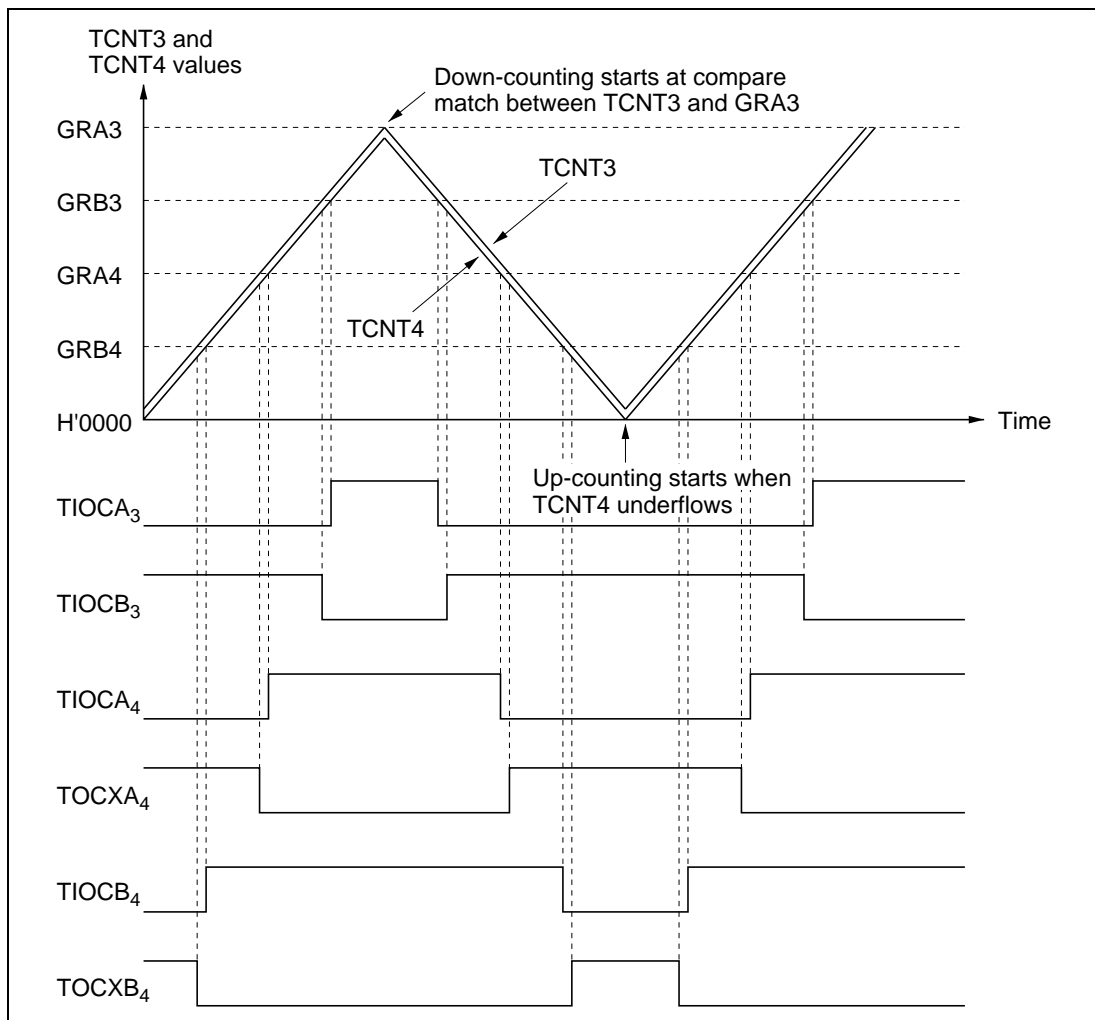 TCNT3 and
TCNT4 values
Down-counting starts at compare
match between TCNT3 and GRA3
GRA3
TCNT3
GRB3
GRA4
TCNT4
GRB4
H'0000
Time
Up-counting starts when
TCNT4 underflows
TIOCA3
TIOCB3
TIOCA4
TOCXA4
TIOCB4
TOCXB4